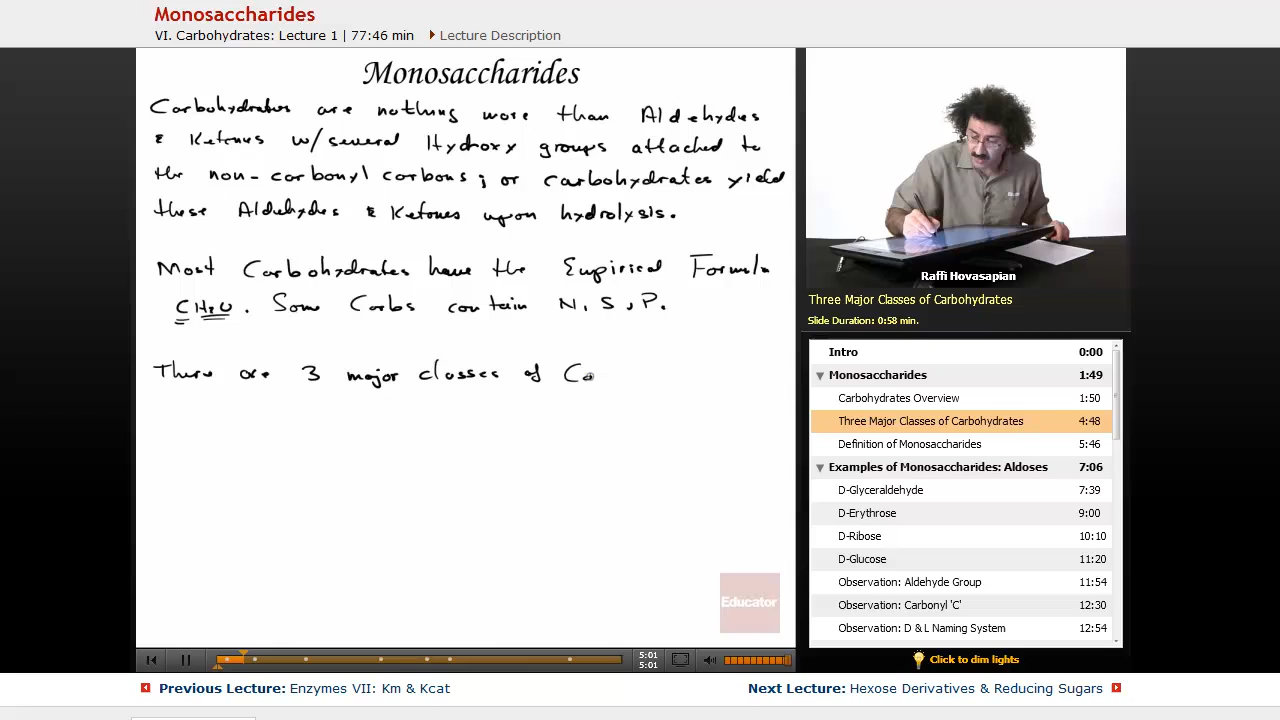 Monosaccharides
VI. Carbohydrates: Lecture 1 | 77:46 min
Lecture Description
Monosaccharides
Carbohydrates are nothing more than Aldehydes
& Ketones w/several Hydroxy groups attached to
the non-carbonyl carbons; or carbohydrates yield
these Aldehydes & Ketones upon hydrolysis.
Most Carbohydrates have the Empirical Formula
CH2O. Some Carbs contain N, S, P.
There are 3 major classes of Ca
Educator
Raffi Hovasapian
Three Major Classes of Carbohydrates
Slide Duration: 0:58 min.
Intro 0:00
Monosaccharides 1:49
Carbohydrates Overview 1:50
Three Major Classes of Carbohydrates 4:48
Definition of Monosaccharides 5:46
Examples of Monosaccharides: Aldoses 7:06
D-Glyceraldehyde 7:39
D-Erythrose 9:00
D-Ribose 10:10
D-Glucose 11:20
Observation: Aldehyde Group 11:54
Observation: Carbonyl 'C' 12:30
Observation: D & L Naming System 12:54
5:01
5:01
Click to dim lights
Previous Lecture: Enzymes VII: Km & Kcat
Next Lecture: Hexose Derivatives & Reducing Sugars